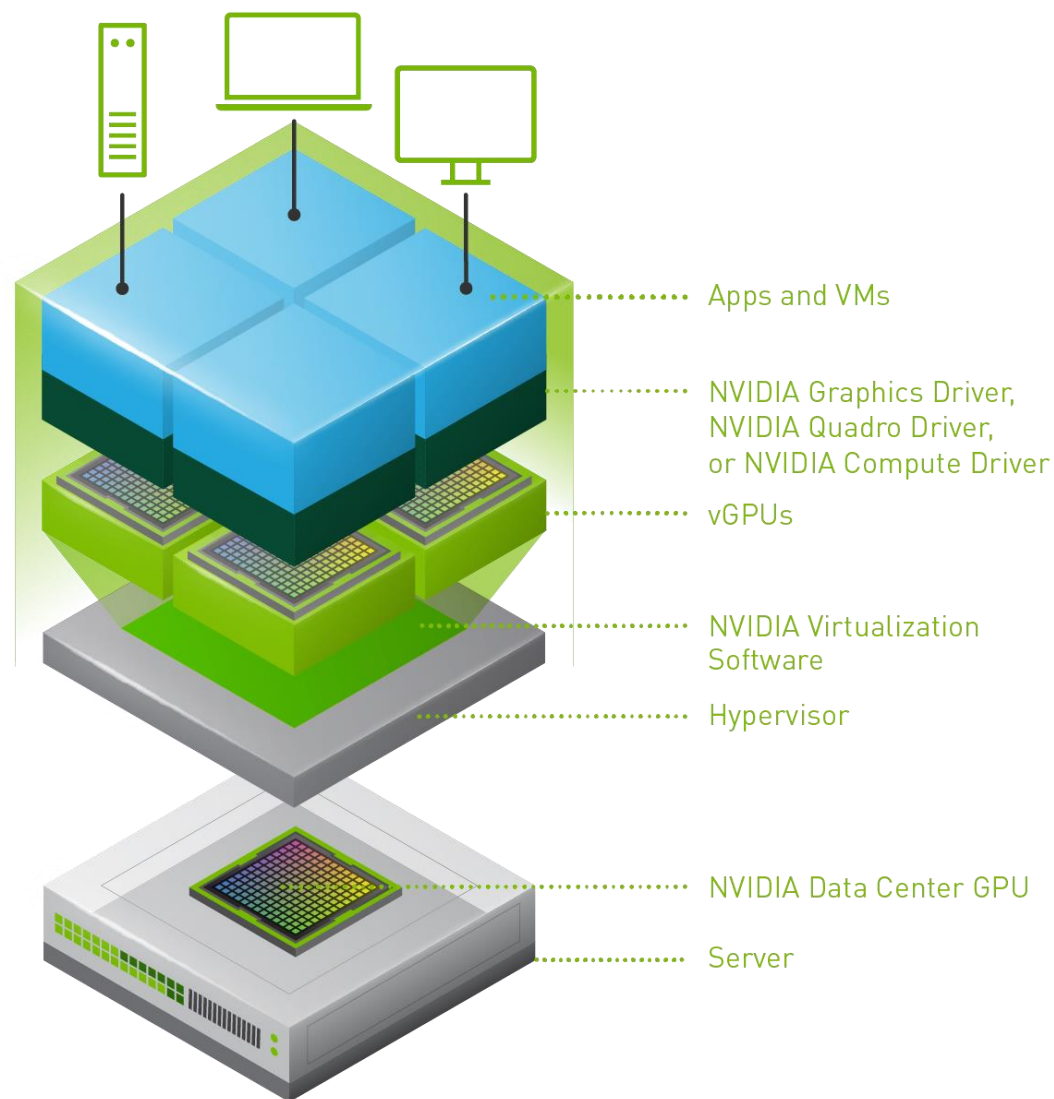 Apps and VMs
NVIDIA Graphics Driver,
NVIDIA Quadro Driver,
or NVIDIA Compute Driver
vGPUs
NVIDIA Virtualization
Software
Hypervisor
NVIDIA Data Center GPU
Server